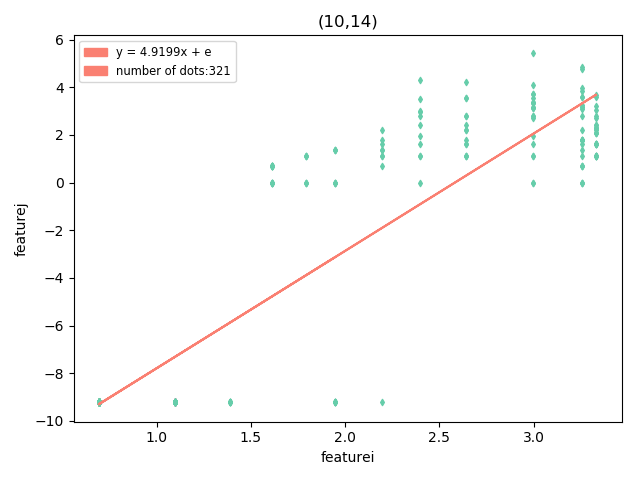 (10,14)
y = 4.9199x + e
number of dots:321
6
4
2
0
−2
−4
−6
−8
−10
featurej
1.0 1.5 2.0 2.5 3.0
featurei